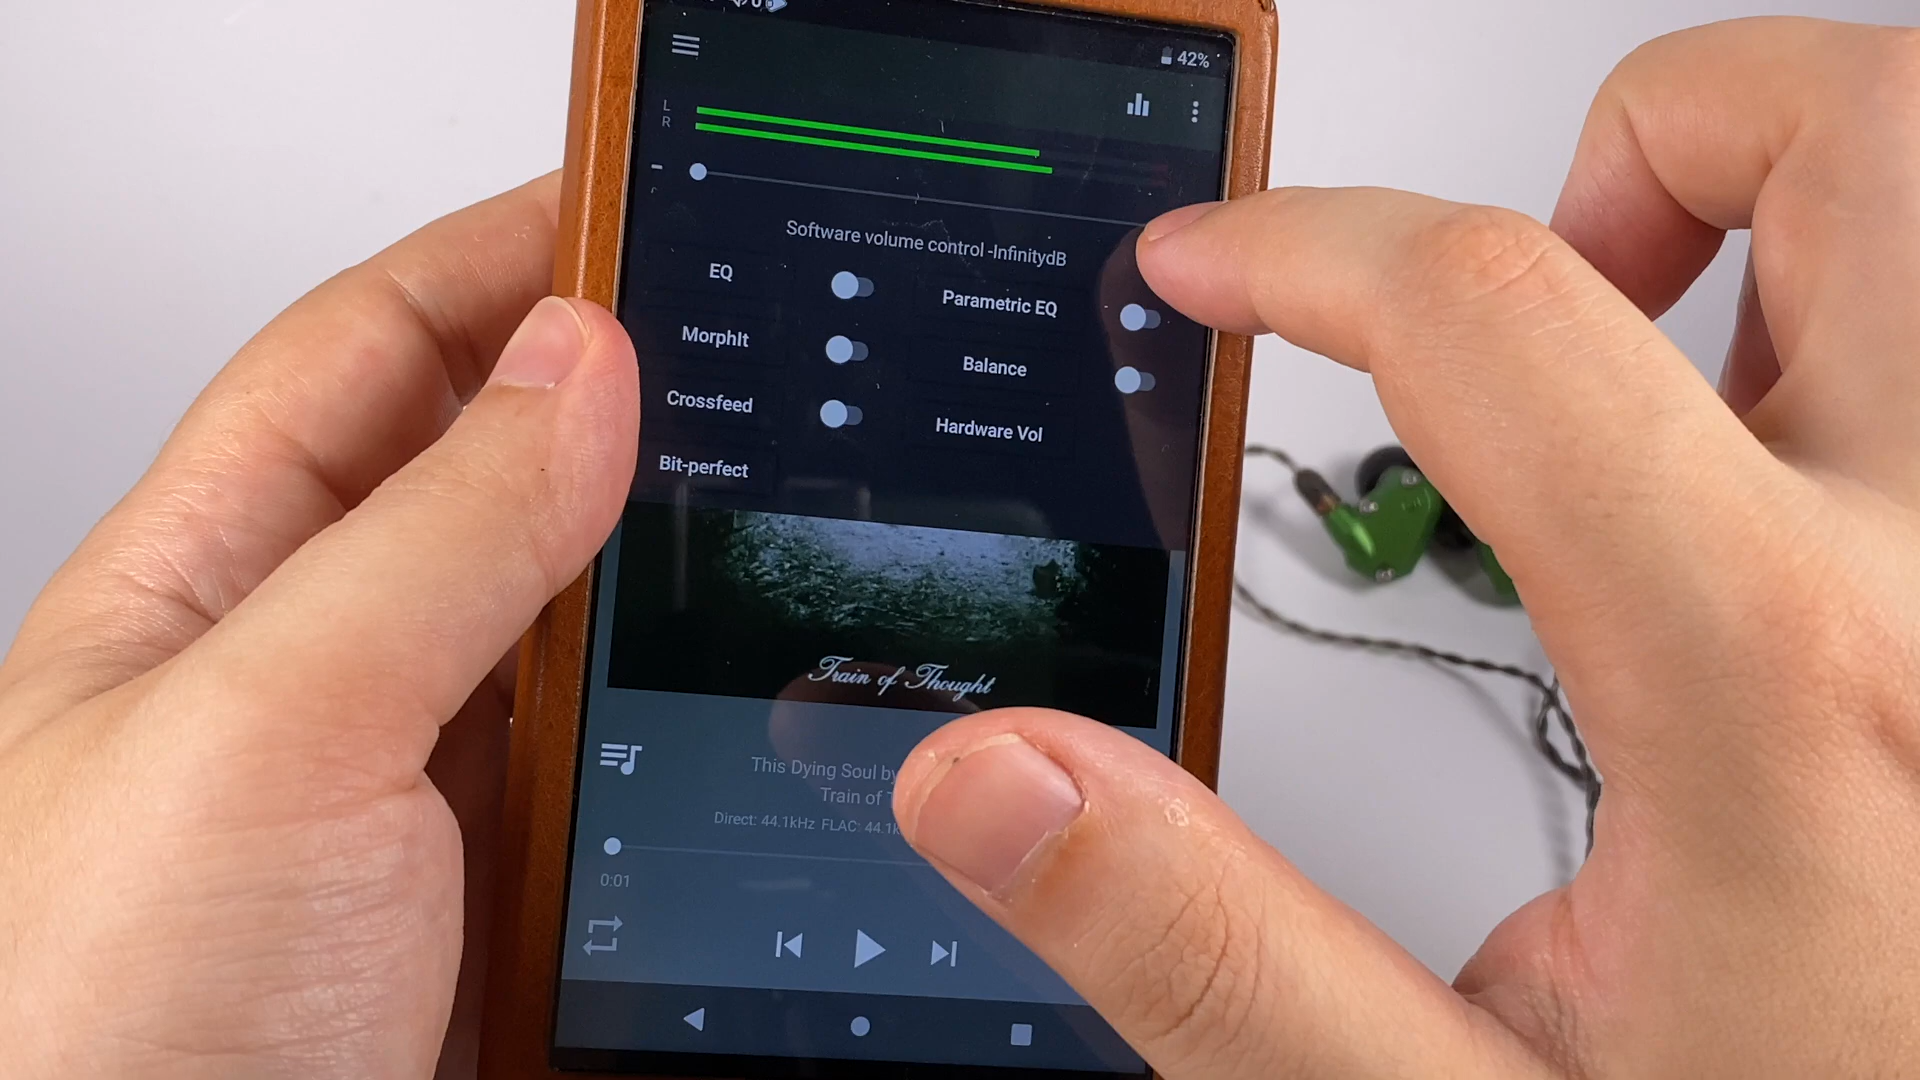 42%
L
R
Software volume control -InfinitydB
EQ
Parametric EQ
MorphIt
Balance
Crossfeed
Hardware Vol
Bit-perfect
Train of Thought
This Dying Soul by
Train of
Direct: 44.1kHz FLAC: 44.1k
0:01